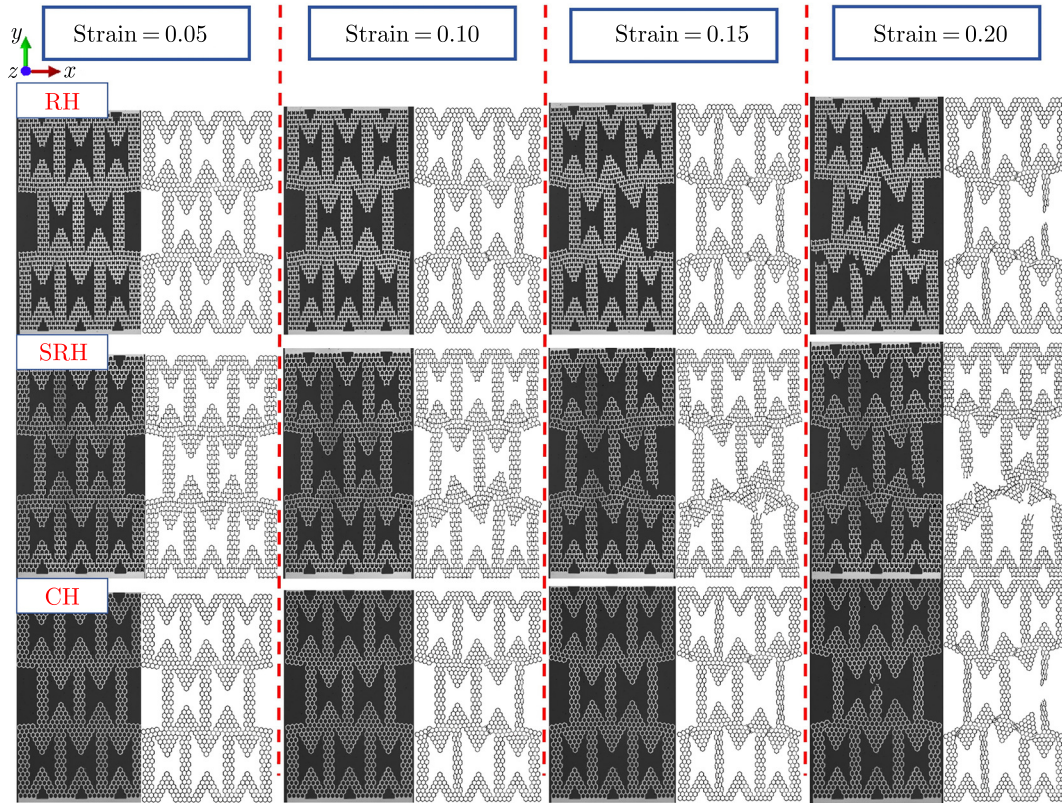 Strain = 0.05
Strain = 0.10
Strain = 0.15
Strain = 0.20
y
z
x
RH
SRH
CH